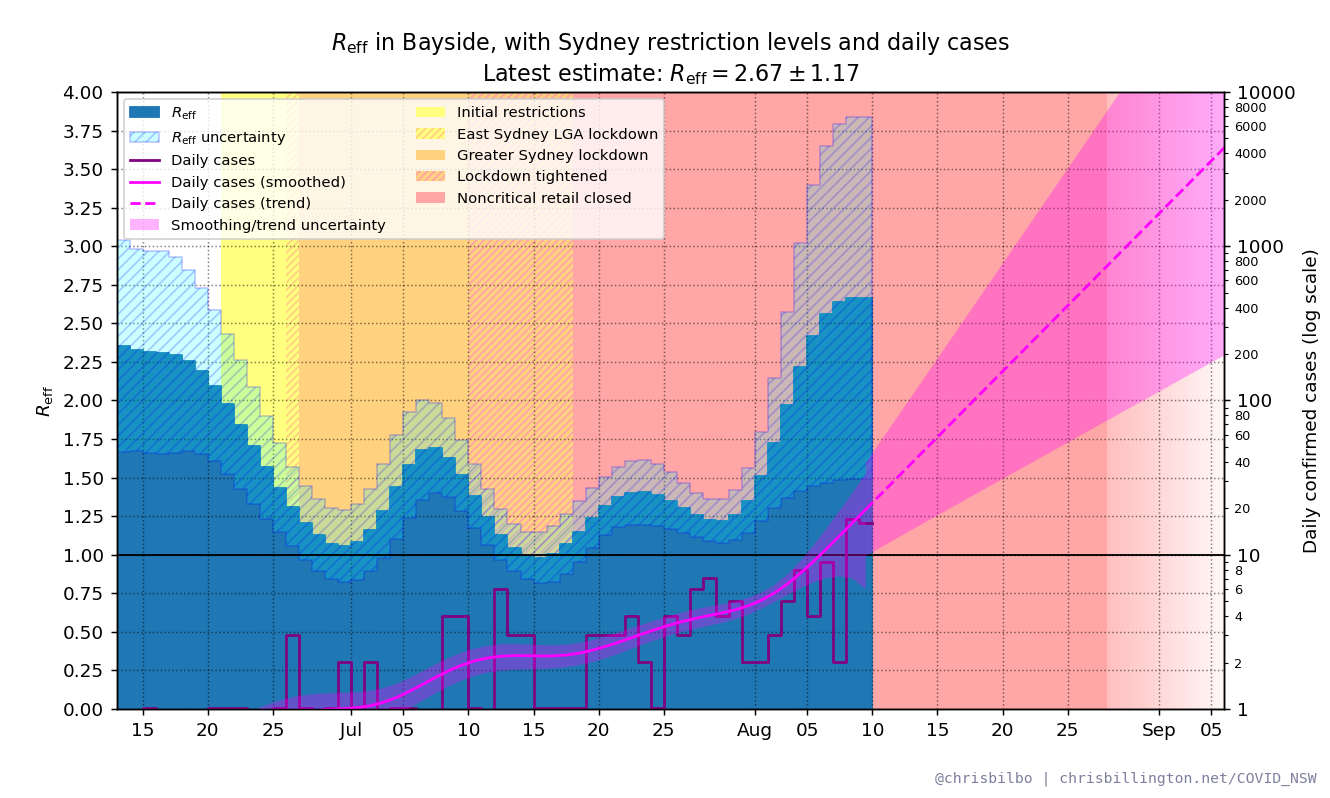 Reff in Bayside, with Sydney restriction levels and daily cases
Latest estimate: Reff = 2.67 ± 1.17
4.00
3.75
3.50
3.25
3.00
2.75
2.50
2.25
2.00
1.75
1.50
1.25
1.00
0.75
0.50
0.25
0.00
Reff
Reff
Reff uncertainty
Daily cases
Daily cases (smoothed)
Daily cases (trend)
Smoothing/trend uncertainty
Initial restrictions
East Sydney LGA lockdown
Greater Sydney lockdown
Lockdown tightened
Noncritical retail closed
10000
8000
6000
4000
2000
1000
800
600
400
200
100
80
60
40
20
10
8
6
4
2
1
Daily confirmed cases (log scale)
15 20 25 Jul 05 10 15 20 25 Aug 05 10 15 20 25 Sep 05
@chrisbilbo | chrisbillington.net/COVID_NSW